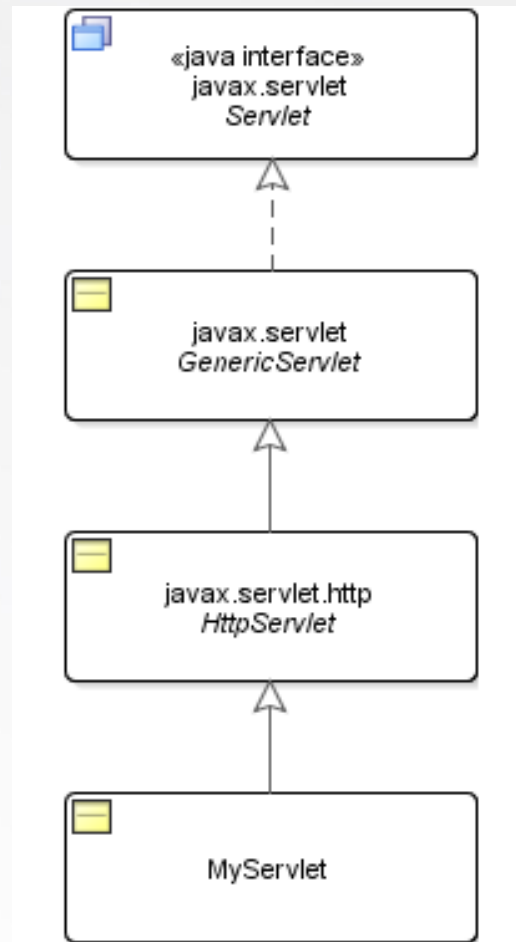 «java interface»
javax.servlet
Servlet
javax.servlet
GenericServlet
javax.servlet.http
HttpServlet
MyServlet